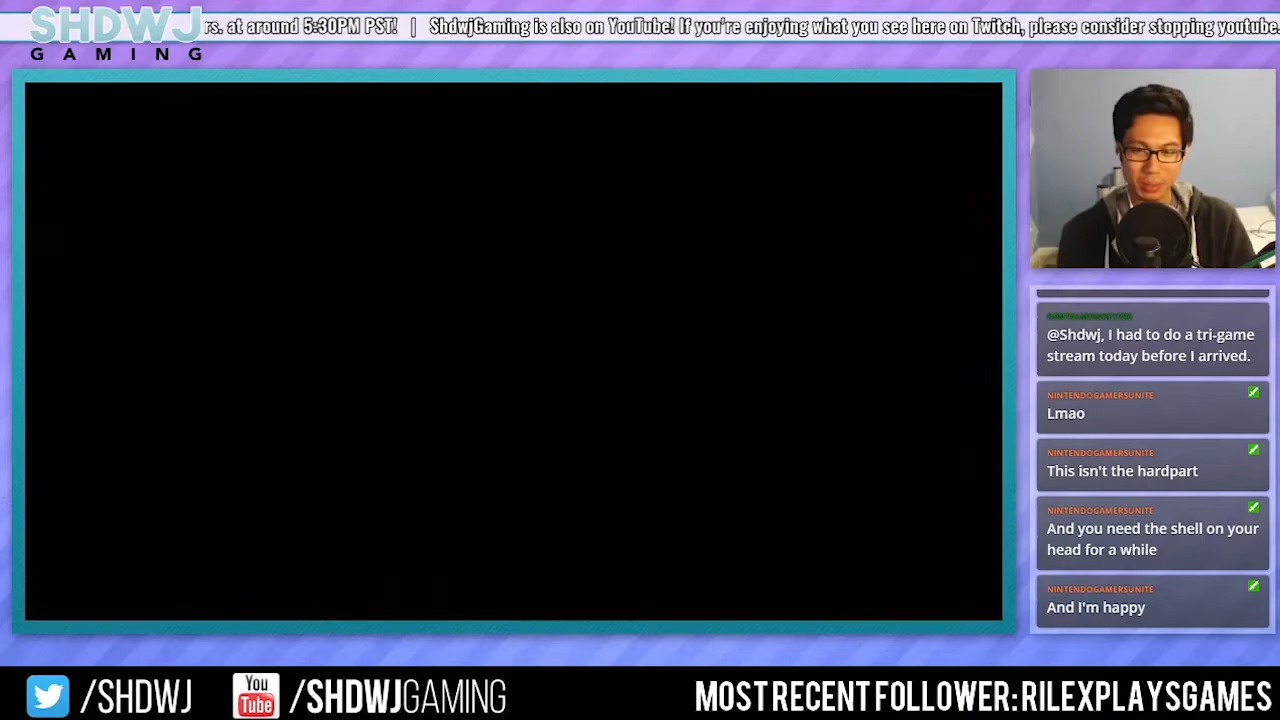 SHDWJ
GAMING
rs. at around 5:30PM PST! | ShdwjGaming is also on YouTube! If you're enjoying what you see here on Twitch, please consider stopping youtube.
@Shdwj, I had to do a tri-game
stream today before I arrived.
NINTENDOGAMERSUNITE
Lmao
NINTENDOGAMERSUNITE
This isn't the hardpart
NINTENDOGAMERSUNITE
And you need the shell on your
head for a while
NINTENDOGAMERSUNITE
And I'm happy
/SHDWJ
You
Tube
/SHDWJGAMING
MOST RECENT FOLLOWER: RILEXPLAYSGAMES